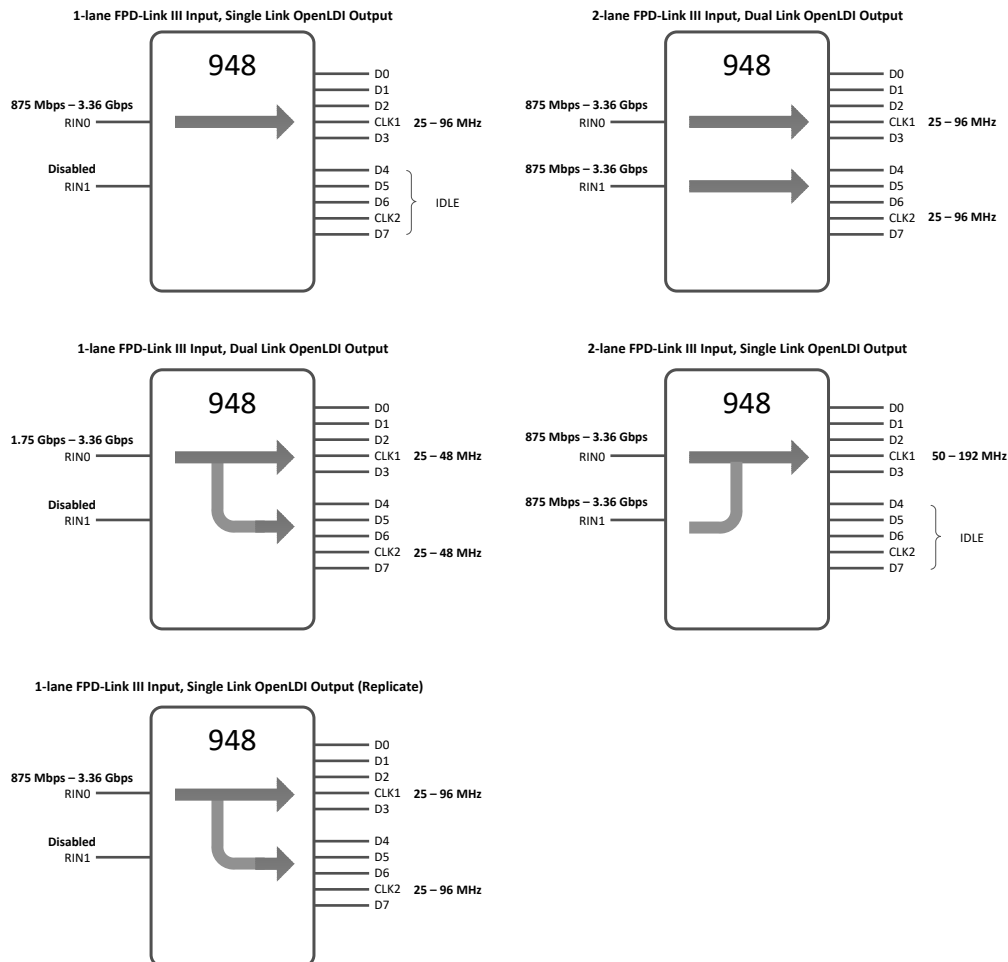 1-lane FPD-Link III Input, Single Link OpenLDI Output
948
875 Mbps – 3.36 Gbps
RIN0
Disabled
RIN1
D0
D1
D2
CLK1 25 – 96 MHz
D3
D4
D5
D6
CLK2
D7
IDLE
2-lane FPD-Link III Input, Dual Link OpenLDI Output
948
875 Mbps – 3.36 Gbps
RIN0
875 Mbps – 3.36 Gbps
RIN1
D0
D1
D2
CLK1 25 – 96 MHz
D3
D4
D5
D6
CLK2 25 – 96 MHz
D7
1-lane FPD-Link III Input, Dual Link OpenLDI Output
948
1.75 Gbps – 3.36 Gbps
RIN0
Disabled
RIN1
D0
D1
D2
CLK1 25 – 48 MHz
D3
D4
D5
D6
CLK2 25 – 48 MHz
D7
2-lane FPD-Link III Input, Single Link OpenLDI Output
948
875 Mbps – 3.36 Gbps
RIN0
875 Mbps – 3.36 Gbps
RIN1
D0
D1
D2
CLK1 50 – 192 MHz
D3
D4
D5
D6
CLK2
D7
IDLE
1-lane FPD-Link III Input, Single Link OpenLDI Output (Replicate)
948
875 Mbps – 3.36 Gbps
RIN0
Disabled
RIN1
D0
D1
D2
CLK1 25 – 96 MHz
D3
D4
D5
D6
CLK2 25 – 96 MHz
D7